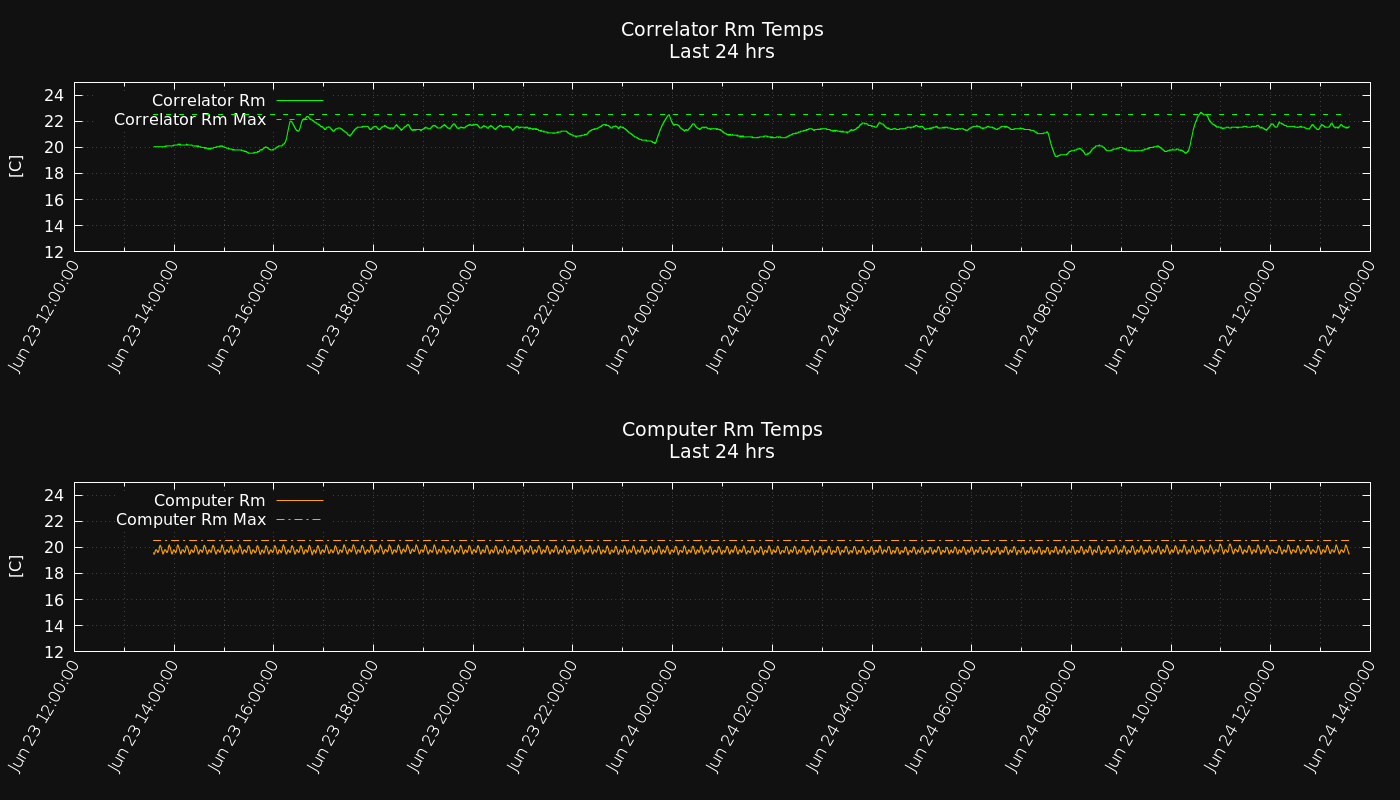 Correlator Rm Temps
Last 24 hrs
Correlator Rm
Correlator Rm Max
24
22
20
18
16
14
12
[C]
Jun 23 12:00:00
Jun 23 14:00:00
Jun 23 16:00:00
Jun 23 18:00:00
Jun 23 20:00:00
Jun 23 22:00:00
Jun 24 00:00:00
Jun 24 02:00:00
Jun 24 04:00:00
Jun 24 06:00:00
Jun 24 08:00:00
Jun 24 10:00:00
Jun 24 12:00:00
Jun 24 14:00:00
Computer Rm Temps
Last 24 hrs
Computer Rm
Computer Rm Max
24
22
20
18
16
14
12
[C]
Jun 23 12:00:00
Jun 23 14:00:00
Jun 23 16:00:00
Jun 23 18:00:00
Jun 23 20:00:00
Jun 23 22:00:00
Jun 24 00:00:00
Jun 24 02:00:00
Jun 24 04:00:00
Jun 24 06:00:00
Jun 24 08:00:00
Jun 24 10:00:00
Jun 24 12:00:00
Jun 24 14:00:00